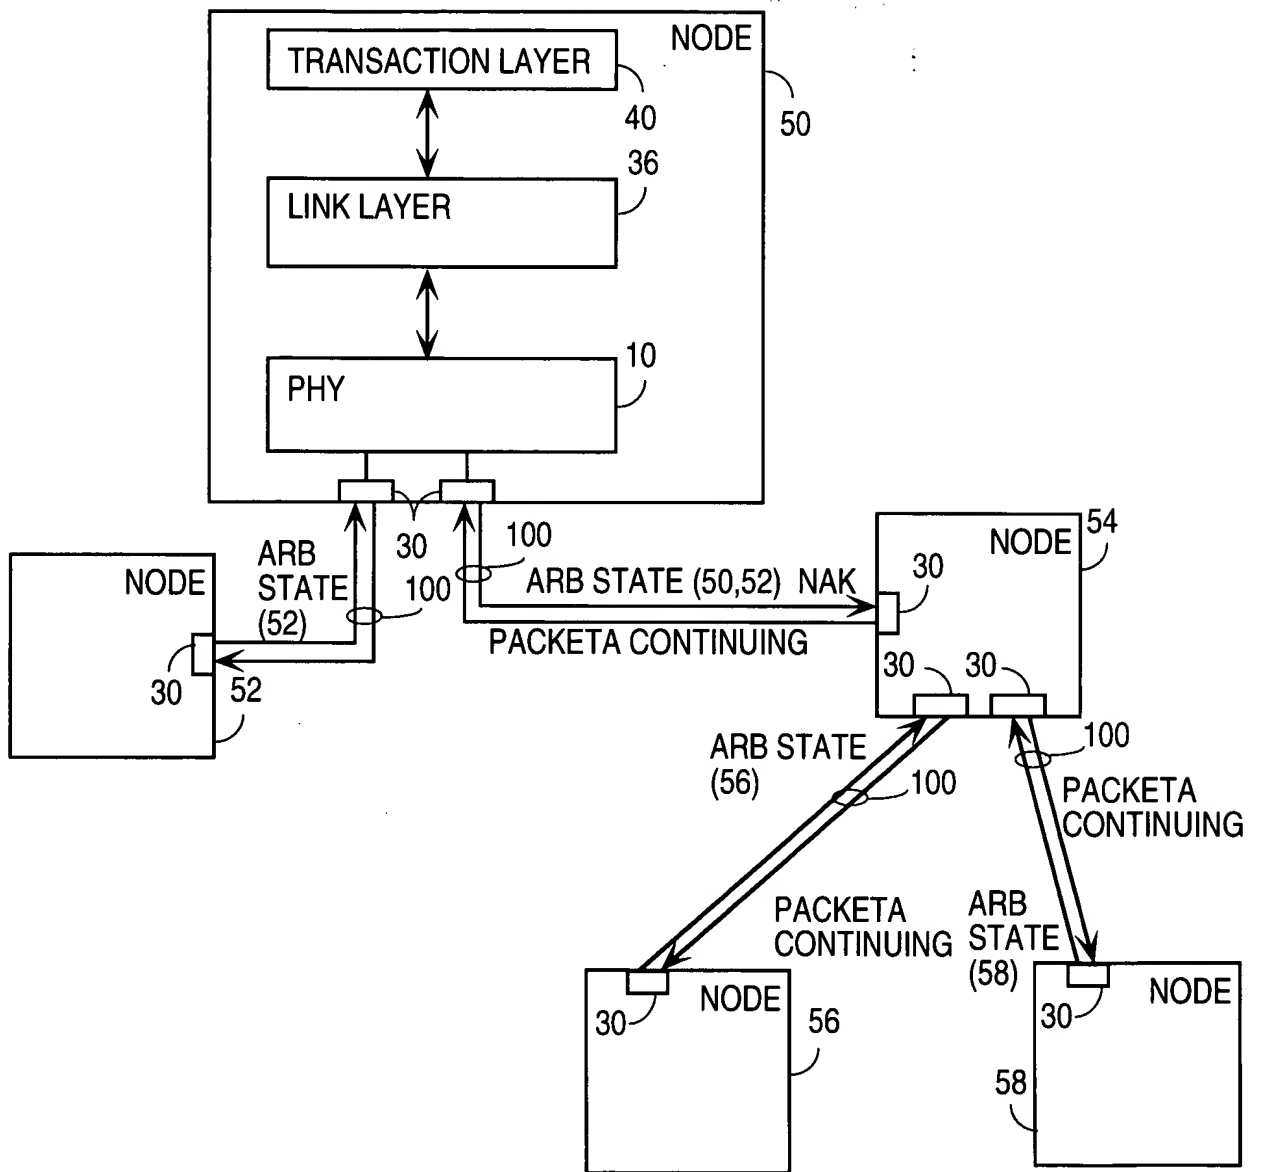 NODE
TRANSACTION LAYER
40
50
36
LINK LAYER
10
PHY
30
ARB
STATE
(52)
100
100
ARB STATE (50,52) NAK
PACKETA CONTINUING
NODE
54
30
30
30
NODE
30
52
ARB STATE
(56)
100
100
PACKETA
CONTINUING
PACKETA
CONTINUING
ARB
STATE
(58)
NODE
30
56
NODE
30
58